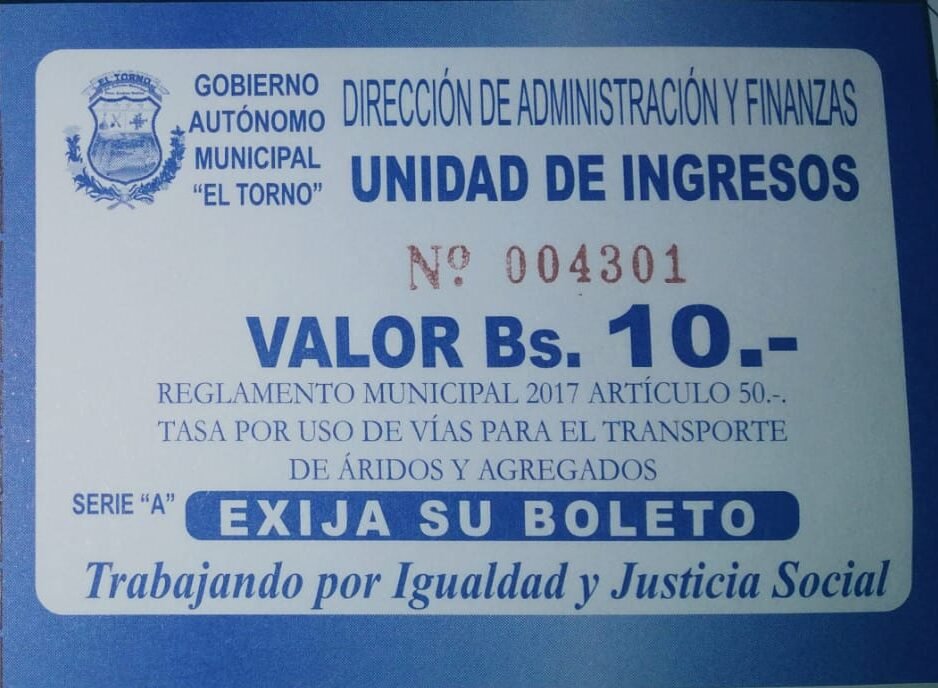 EL TORNO
GOBIERNO
AUTÓNOMO
MUNICIPAL
“EL TORNO”
DIRECCIÓN DE ADMINISTRACIÓN Y FINANZAS
UNIDAD DE INGRESOS
Nº 004301
VALOR Bs. 10.-
REGLAMENTO MUNICIPAL 2017 ARTÍCULO 50.-.
TASA POR USO DE VÍAS PARA EL TRANSPORTE
DE ÁRIDOS Y AGREGADOS
SERIE “A” EXIJA SU BOLETO
Trabajando por Igualdad y Justicia Social